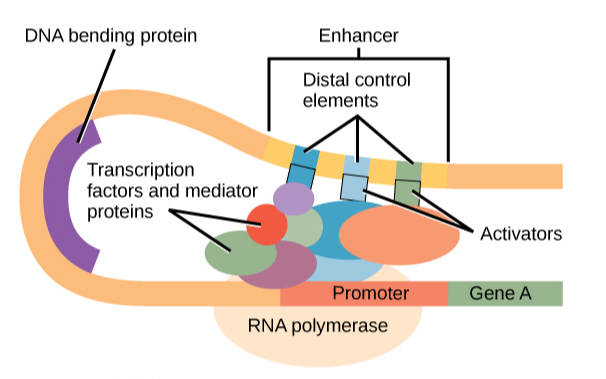 DNA bending protein
Enhancer
Distal control
elements
Transcription
factors and mediator
proteins
Activators
Promoter
Gene A
RNA polymerase